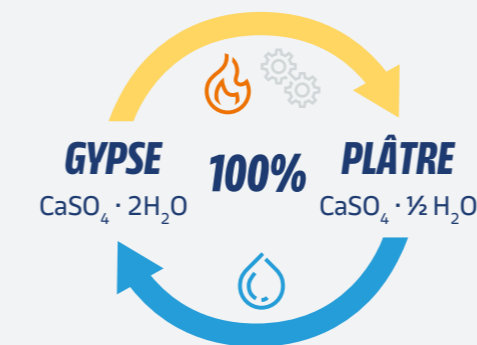 GYPSE
CaSO₄ · 2H₂O
100%
PLÂTRE
CaSO₄ · ½ H₂O